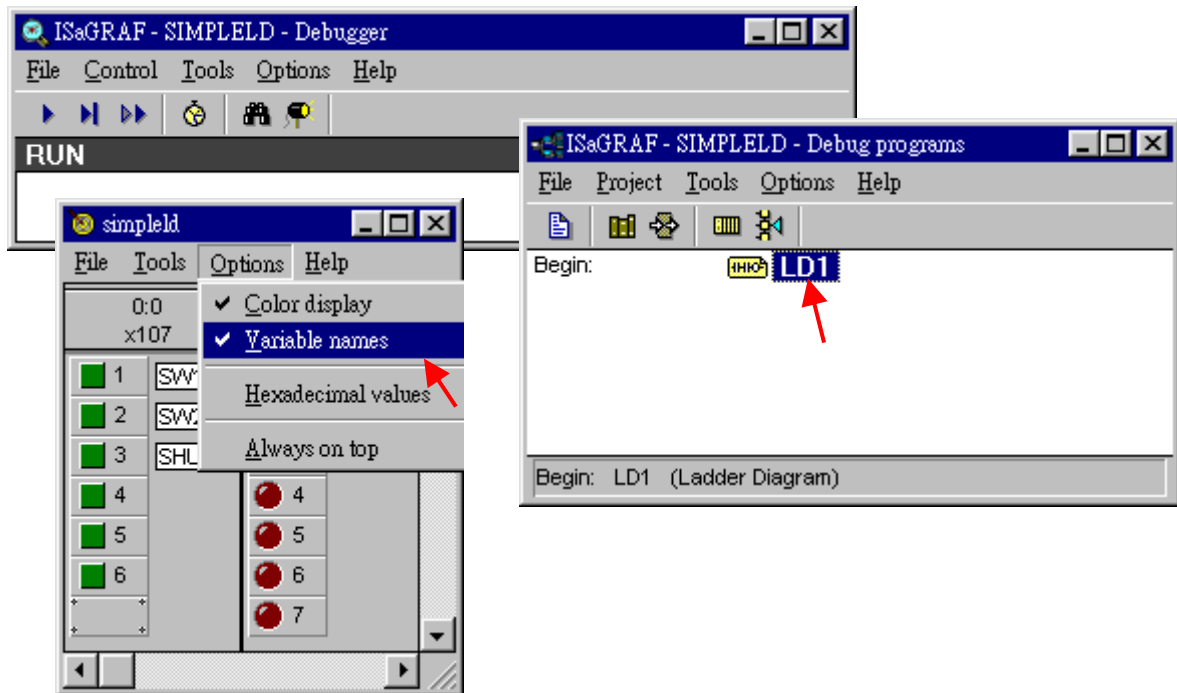 ISaGRAF - SIMPLELD - Debugger
File Control Tools Options Help
RUN
ISaGRAF - SIMPLELD - Debug programs
File Project Tools Options Help
Begin: LD1
Begin: LD1 (Ladder Diagram)
simpleld
File Tools Options Help
0:0
x107
✔ Color display
✔ Variable names
Hexadecimal values
Always on top
1 SW1
2 SW2
3
4 4
5 5
6 6
7